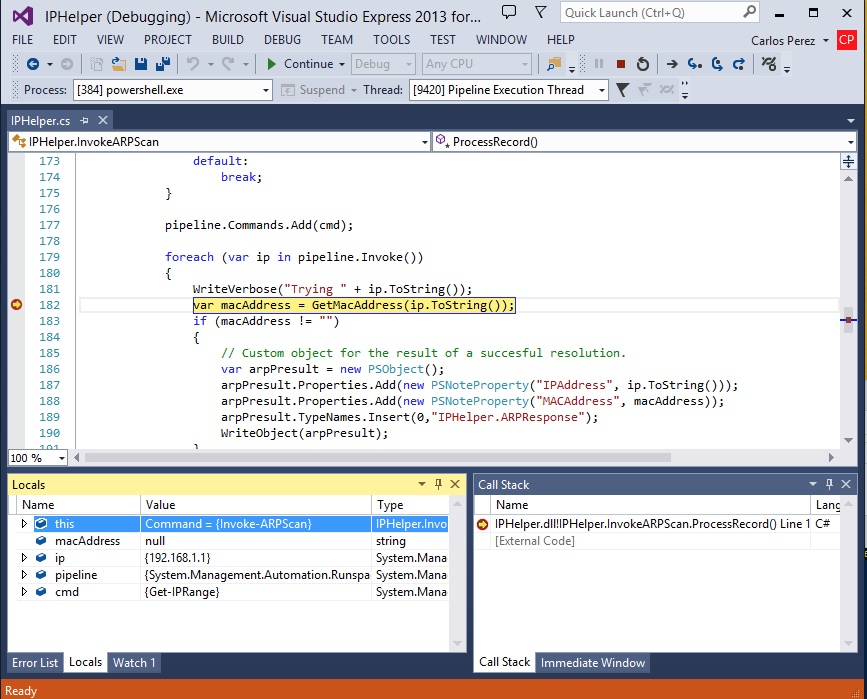 IPHelper (Debugging) - Microsoft Visual Studio Express 2013 for...
Quick Launch (Ctrl+Q)
FILE EDIT VIEW PROJECT BUILD DEBUG TEAM TOOLS TEST WINDOW HELP
Carlos Perez CP
Continue Debug Any CPU
Process: [384] powershell.exe Suspend Thread: [9420] Pipeline Execution Thread
IPHelper.cs
IPHelper.InvokeARPScan ProcessRecord()
173 default:
174 break;
175 }
176
177 pipeline.Commands.Add(cmd);
178
179 foreach (var ip in pipeline.Invoke())
180 {
181 WriteVerbose("Trying " + ip.ToString());
182 var macAddress = GetMacAddress(ip.ToString());
183 if (macAddress != "")
184 {
185 // Custom object for the result of a succesful resolution.
186 var arpPresult = new PSObject();
187 arpPresult.Properties.Add(new PSNoteProperty("IPAddress", ip.ToString()));
188 arpPresult.Properties.Add(new PSNoteProperty("MACAddress", macAddress));
189 arpPresult.TypeNames.Insert(0,"IPHelper.ARPResponse");
190 WriteObject(arpPresult);
191 }
100 %
Locals
Name Value Type
this Command = {Invoke-ARPScan} IPHelper.Invo
macAddress null string
ip {192.168.1.1} System.Mana
pipeline {System.Management.Automation.Runspa System.Mana
cmd {Get-IPRange} System.Mana
Error List Locals Watch 1
Call Stack
Name Lang
IPHelper.dll!IPHelper.InvokeARPScan.ProcessRecord() Line 1 C#
[External Code]
Call Stack Immediate Window
Ready